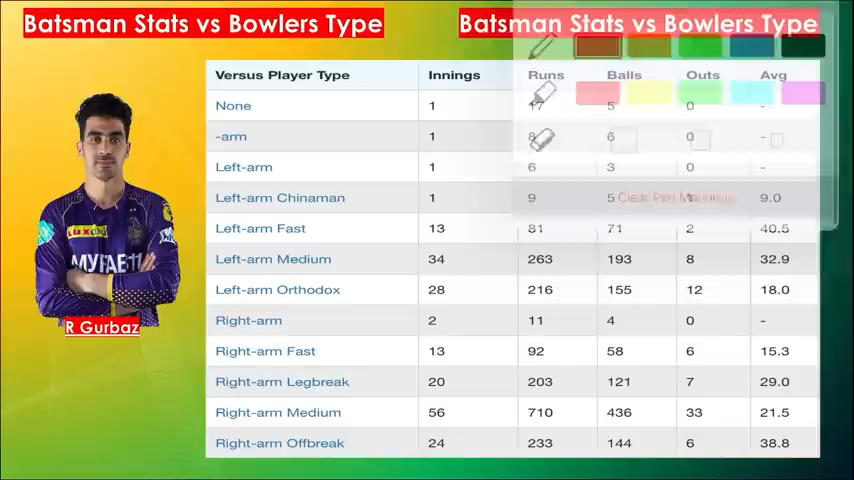 Batsman Stats vs Bowlers Type Batsman Stats vs Bowlers Type
Versus Player Type Innings Runs Balls Outs Avg
None 1 17 5 0 -
-arm 1 8 6 0 -
Left-arm 1 6 3 0 -
Left-arm Chinaman 1 9 5 Clear Pen Markings 9.0
Left-arm Fast 13 81 71 2 40.5
Left-arm Medium 34 263 193 8 32.9
Left-arm Orthodox 28 216 155 12 18.0
Right-arm 2 11 4 0 -
Right-arm Fast 13 92 58 6 15.3
Right-arm Legbreak 20 203 121 7 29.0
Right-arm Medium 56 710 436 33 21.5
Right-arm Offbreak 24 233 144 6 38.8
R Gurbaz